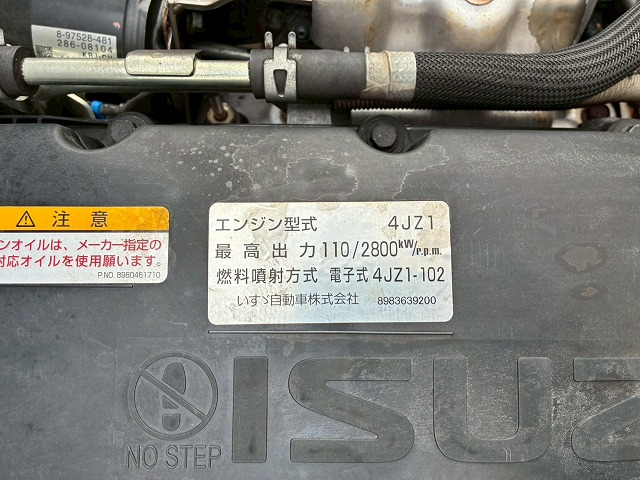 8-97528-481
286-08104
⚠ 注意
ンオイルは、メーカー指定の
対応オイルを使用願います。
P.NO. 8980461710
エンジン型式 4JZ1
最高出力 110/2800kW/r.p.m.
燃料噴射方式 電子式 4JZ1-102
いすゞ自動車株式会社 8983639200
NO STEP
ISUZ